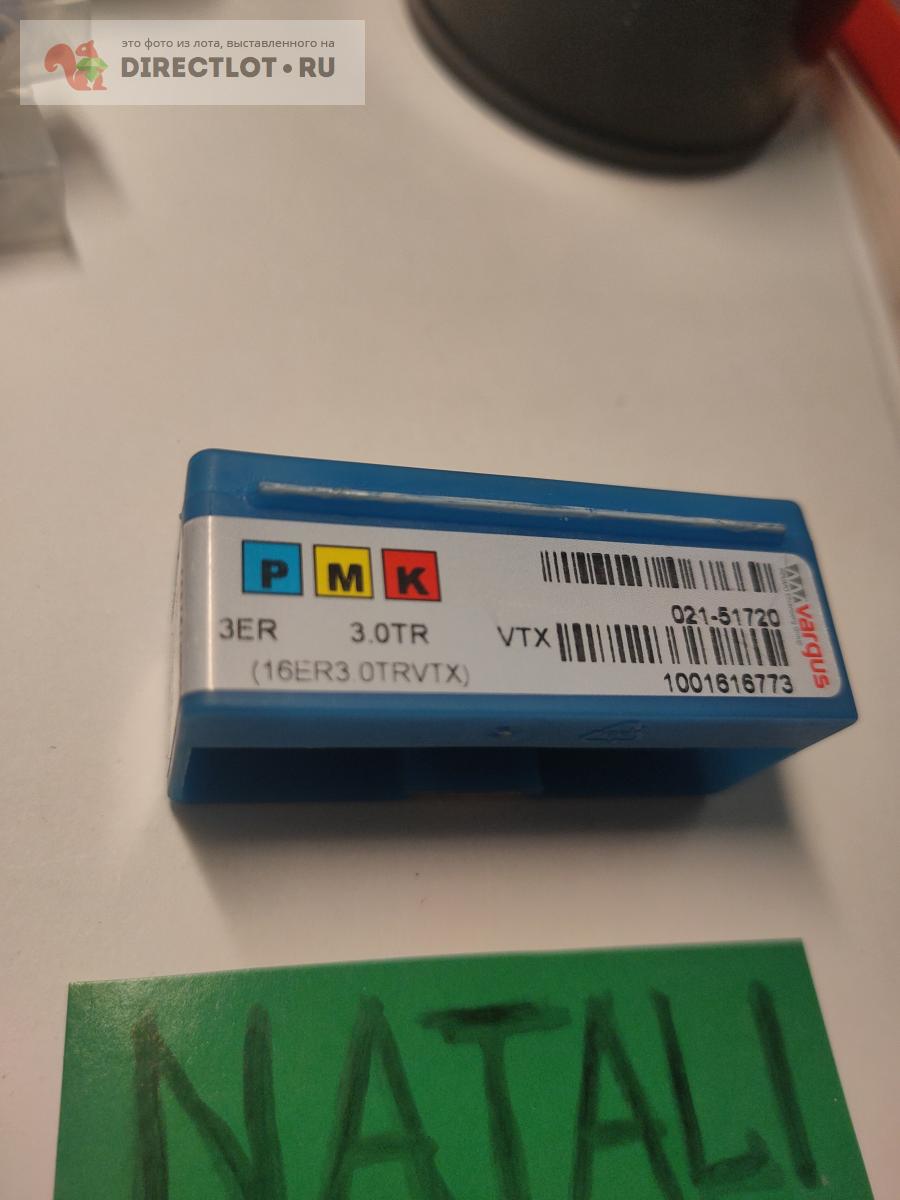 это фото из лота, выставленного на
DIRECTLOT•RU
P M K
3ER 3.0TR VTX
(16ER3.0TRVTX)
021-51720
1001616773
vargus
NATALI